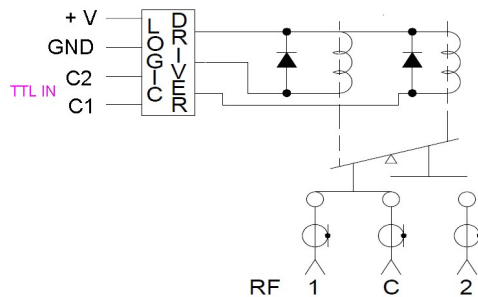 + V
GND
C2
C1
TTL IN
LOGIC
DRIVER
RF 1 C 2